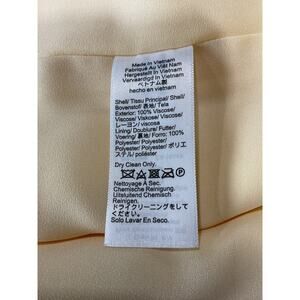 Made In Vietnam
Fabriqué Au Viêt Nam
Hergestellt In Vietnam
Vervaardigd In Vietnam
ベトナム製
hecho en vietnam
Shell/ Tissu Principal/ Shell/
Bovenstof/ 表地/ Tela
Exterior: 100% Viscose/
Viscose/ Viskose/ Viscose/
レーヨン/ viscosa
Lining/ Doublure/ Futter/
Voering/ 裏地/ Forro: 100%
Polyester/ Polyester/
Polyester/ Polyester/ ポリエ
ステル/ poliéster
Dry Clean Only.
Nettoyage A Sec.
Chemische Reinigung.
Uitsluitend Chemisch
Reinigen.
ドライクリーニングをして
ください。
Solo Lavar En Seco.